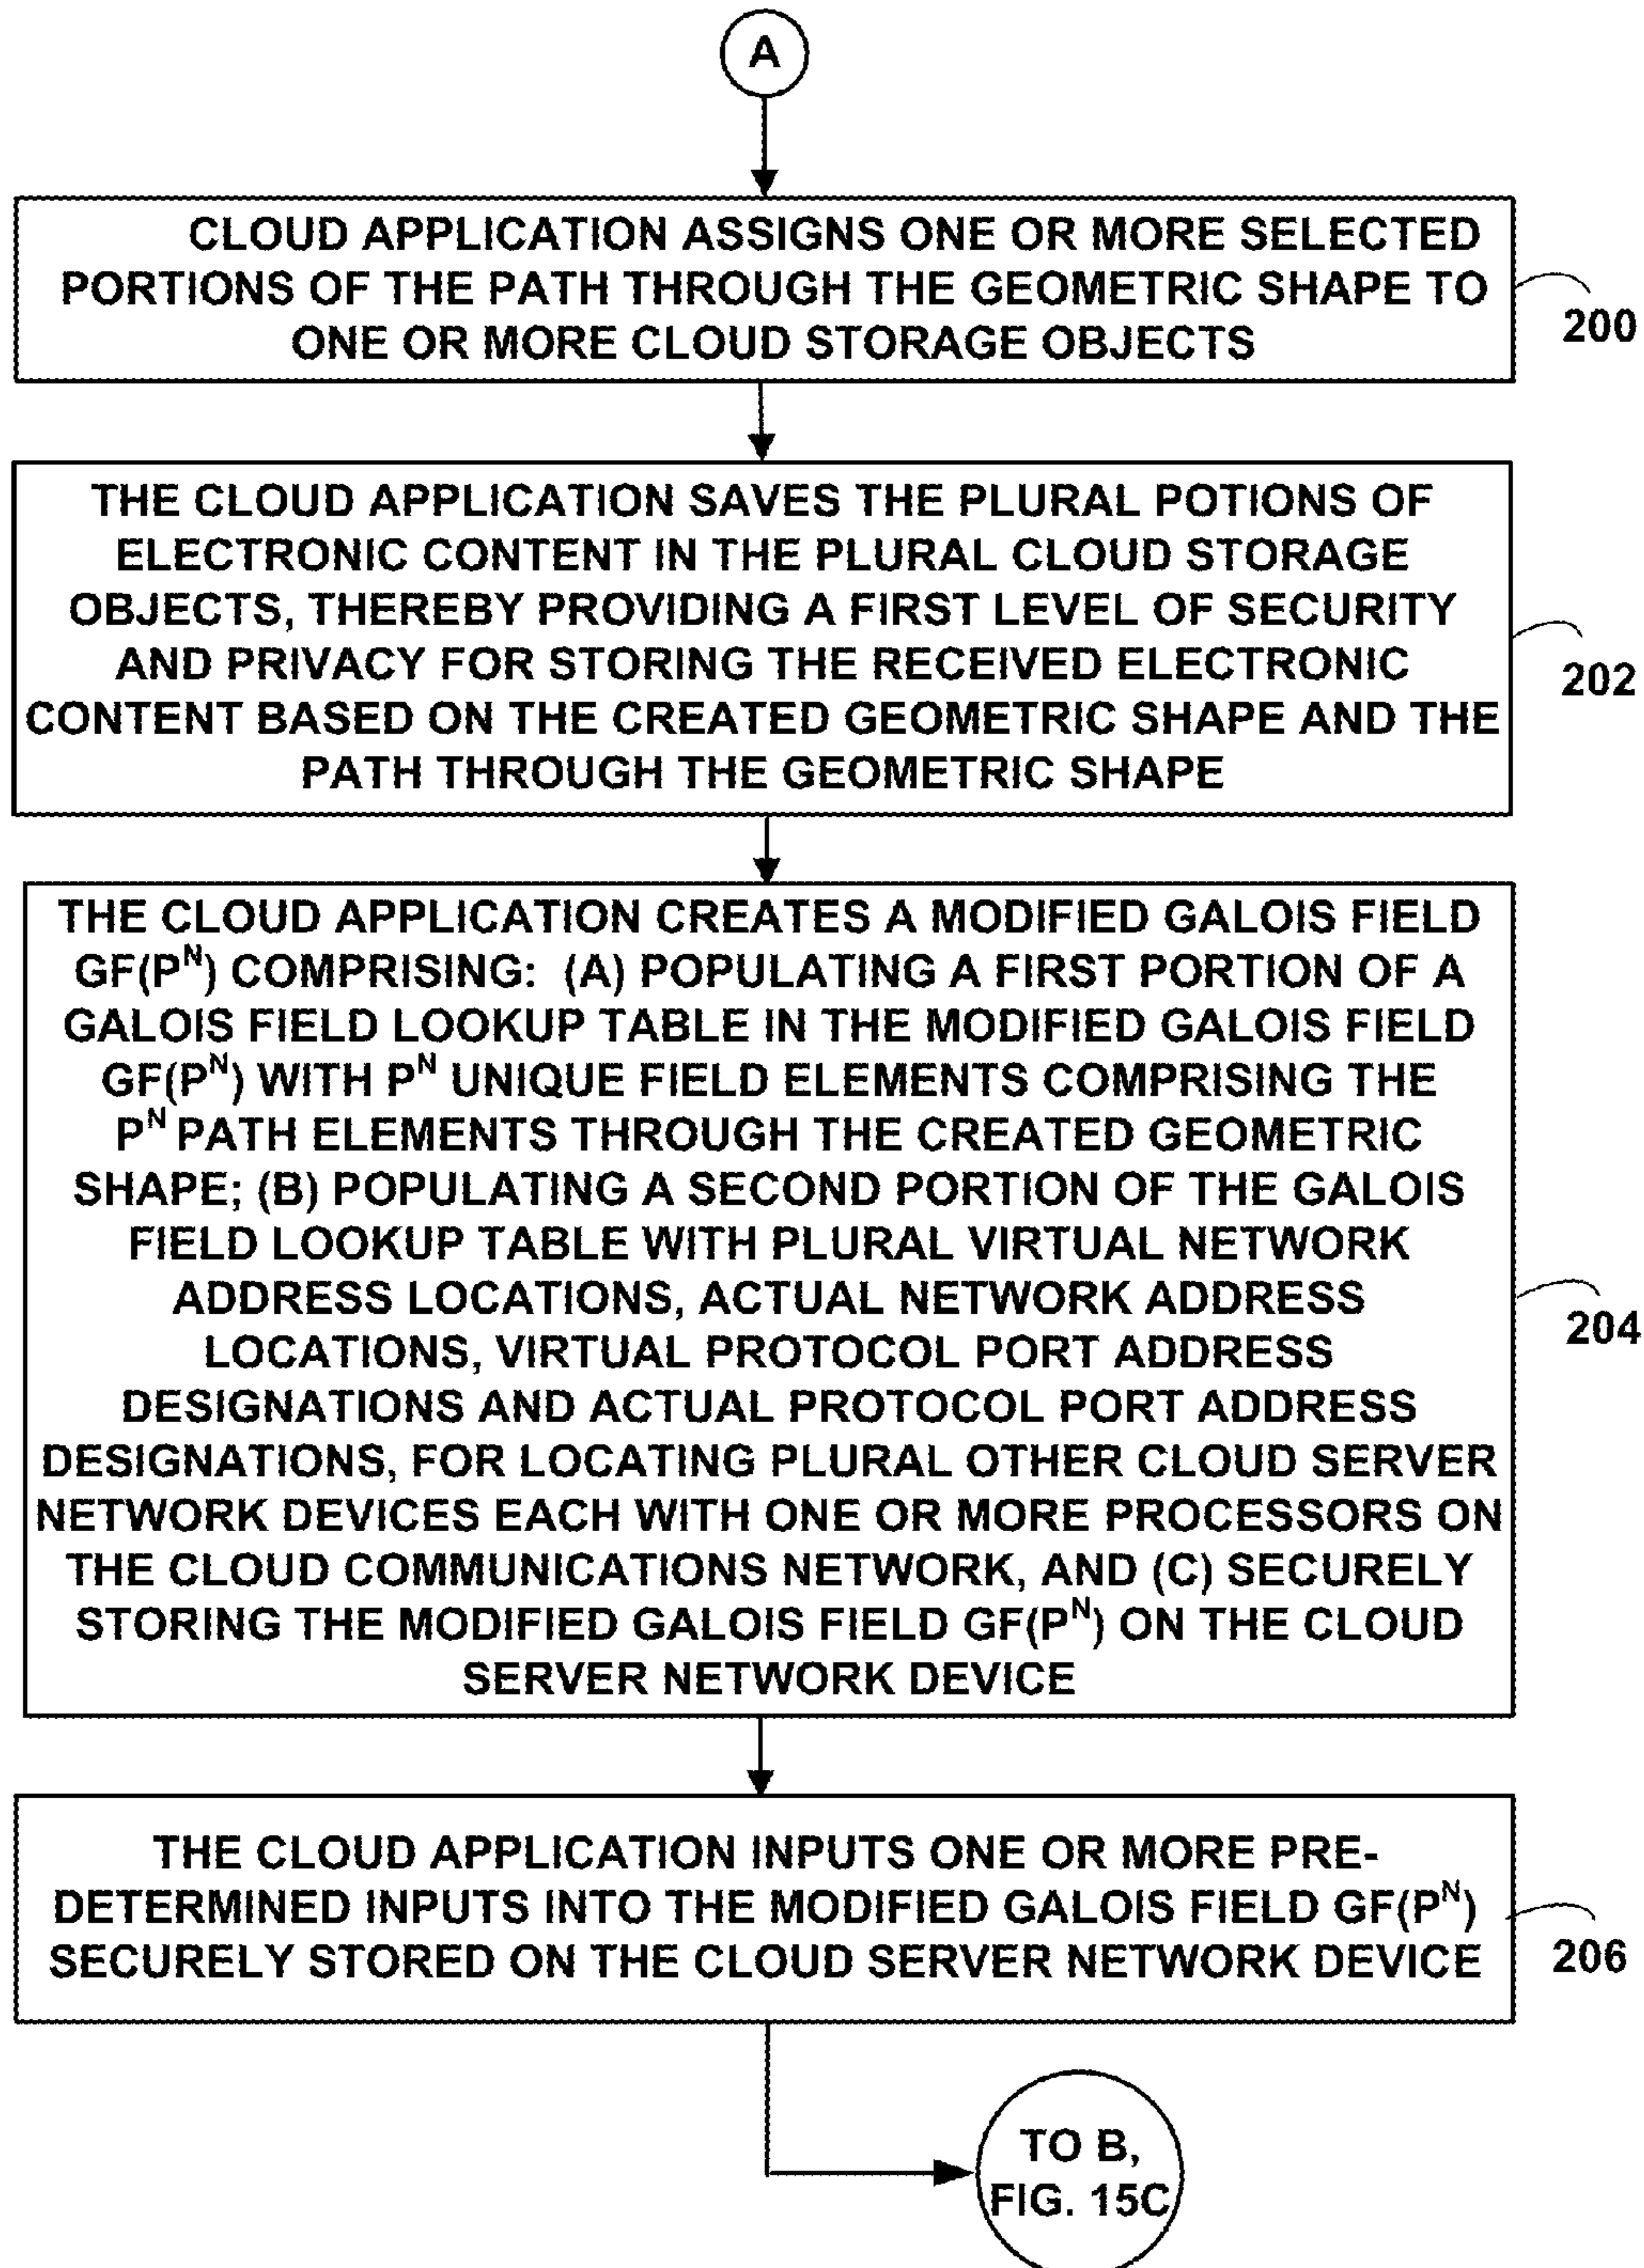 A
CLOUD APPLICATION ASSIGNS ONE OR MORE SELECTED
PORTIONS OF THE PATH THROUGH THE GEOMETRIC SHAPE TO
ONE OR MORE CLOUD STORAGE OBJECTS
200
THE CLOUD APPLICATION SAVES THE PLURAL POTIONS OF
ELECTRONIC CONTENT IN THE PLURAL CLOUD STORAGE
OBJECTS, THEREBY PROVIDING A FIRST LEVEL OF SECURITY
AND PRIVACY FOR STORING THE RECEIVED ELECTRONIC
CONTENT BASED ON THE CREATED GEOMETRIC SHAPE AND THE
PATH THROUGH THE GEOMETRIC SHAPE
202
THE CLOUD APPLICATION CREATES A MODIFIED GALOIS FIELD
GF(P^N) COMPRISING: (A) POPULATING A FIRST PORTION OF A
GALOIS FIELD LOOKUP TABLE IN THE MODIFIED GALOIS FIELD
GF(P^N) WITH P^N UNIQUE FIELD ELEMENTS COMPRISING THE
P^N PATH ELEMENTS THROUGH THE CREATED GEOMETRIC
SHAPE; (B) POPULATING A SECOND PORTION OF THE GALOIS
FIELD LOOKUP TABLE WITH PLURAL VIRTUAL NETWORK
ADDRESS LOCATIONS, ACTUAL NETWORK ADDRESS
LOCATIONS, VIRTUAL PROTOCOL PORT ADDRESS
DESIGNATIONS AND ACTUAL PROTOCOL PORT ADDRESS
DESIGNATIONS, FOR LOCATING PLURAL OTHER CLOUD SERVER
NETWORK DEVICES EACH WITH ONE OR MORE PROCESSORS ON
THE CLOUD COMMUNICATIONS NETWORK, AND (C) SECURELY
STORING THE MODIFIED GALOIS FIELD GF(P^N) ON THE CLOUD
SERVER NETWORK DEVICE
204
THE CLOUD APPLICATION INPUTS ONE OR MORE PRE-
DETERMINED INPUTS INTO THE MODIFIED GALOIS FIELD GF(P^N)
SECURELY STORED ON THE CLOUD SERVER NETWORK DEVICE
206
TO B,
FIG. 15C